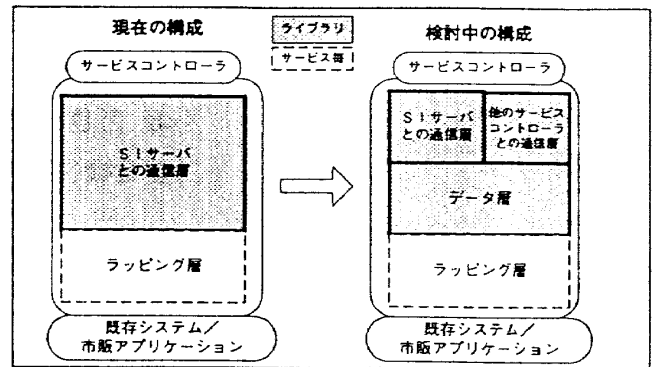 現在の構成
ライブラリ
サービス毎
検討中の構成
サービスコントローラ
SIサーバ
との通信層
ラッピング層
既存システム/
市販アプリケーション
サービスコントローラ
SIサーバ
との通信層
他のサービス
コントローラ
との通信層
データ層
ラッピング層
既存システム/
市販アプリケーション